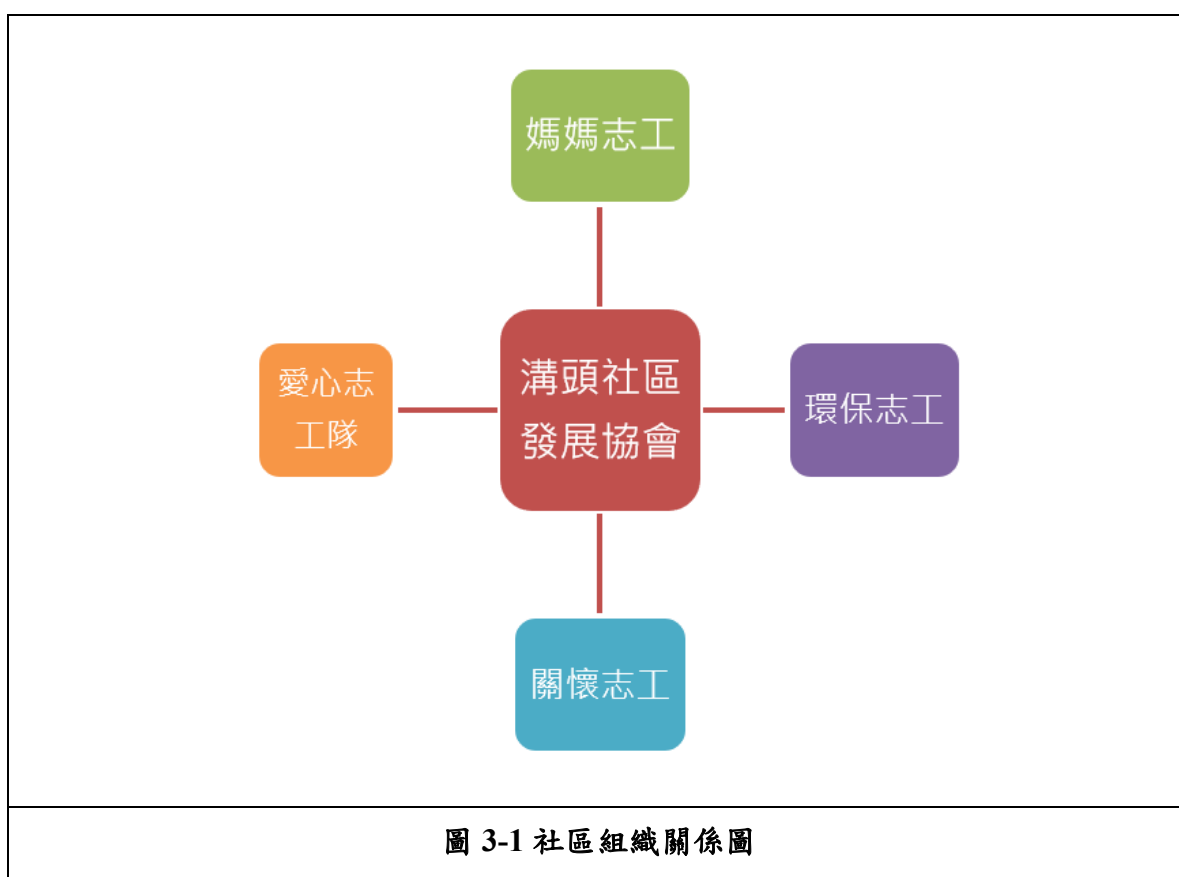 媽媽志工
愛心志
工隊
溝頭社區
發展協會
環保志工
關懷志工
圖 3-1 社區組織關係圖